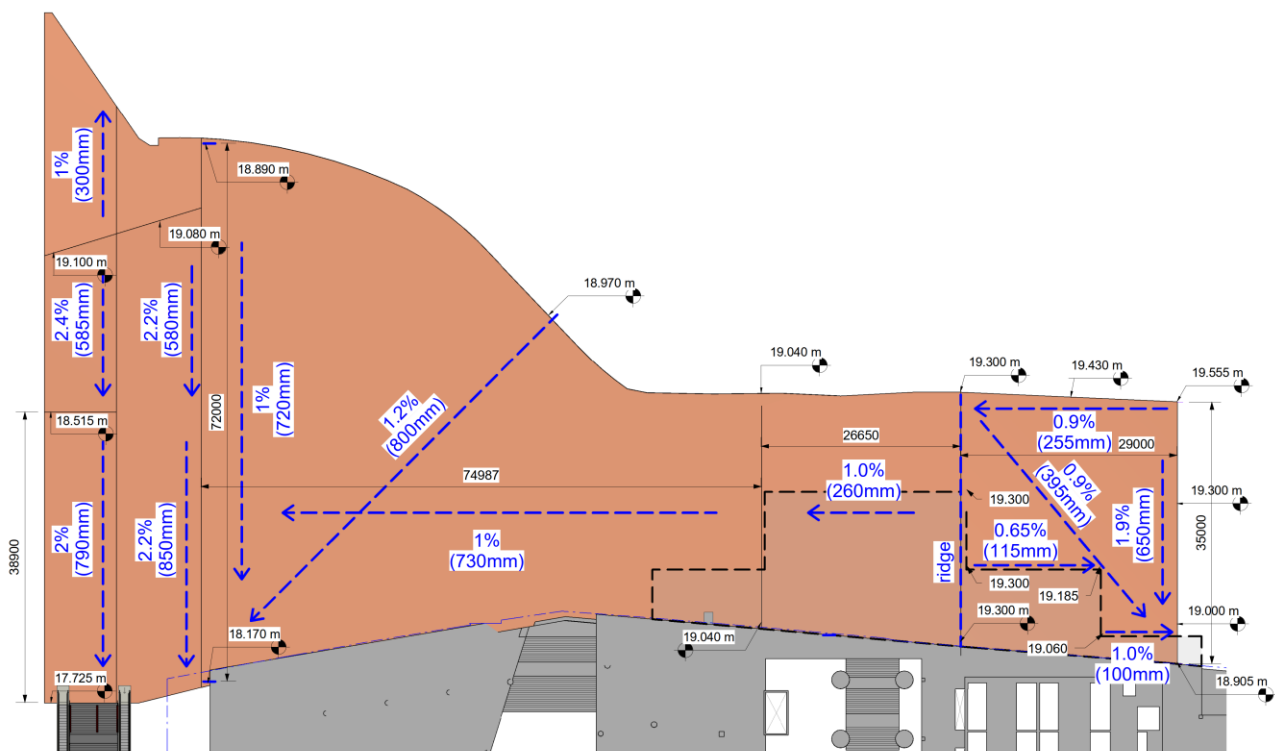 1%
(300mm)
18.890 m
19.080 m
19.100 m
18.970 m
2.4%
(585mm)
2.2%
(580mm)
72000
1%
(720mm)
1.2%
(800mm)
19.040 m
19.300 m
19.430 m
19.555 m
18.515 m
26650
0.9%
(255mm)
29000
74987
1.0%
(260mm)
19.300
0.9%
(395mm)
1.9%
(650mm)
19.300 m
35000
38900
2%
(790mm)
2.2%
(850mm)
1%
(730mm)
0.65%
(115mm)
ridge
19.300
19.185
19.300 m
19.000 m
18.170 m
19.040 m
19.060
1.0%
(100mm)
17.725 m
18.905 m